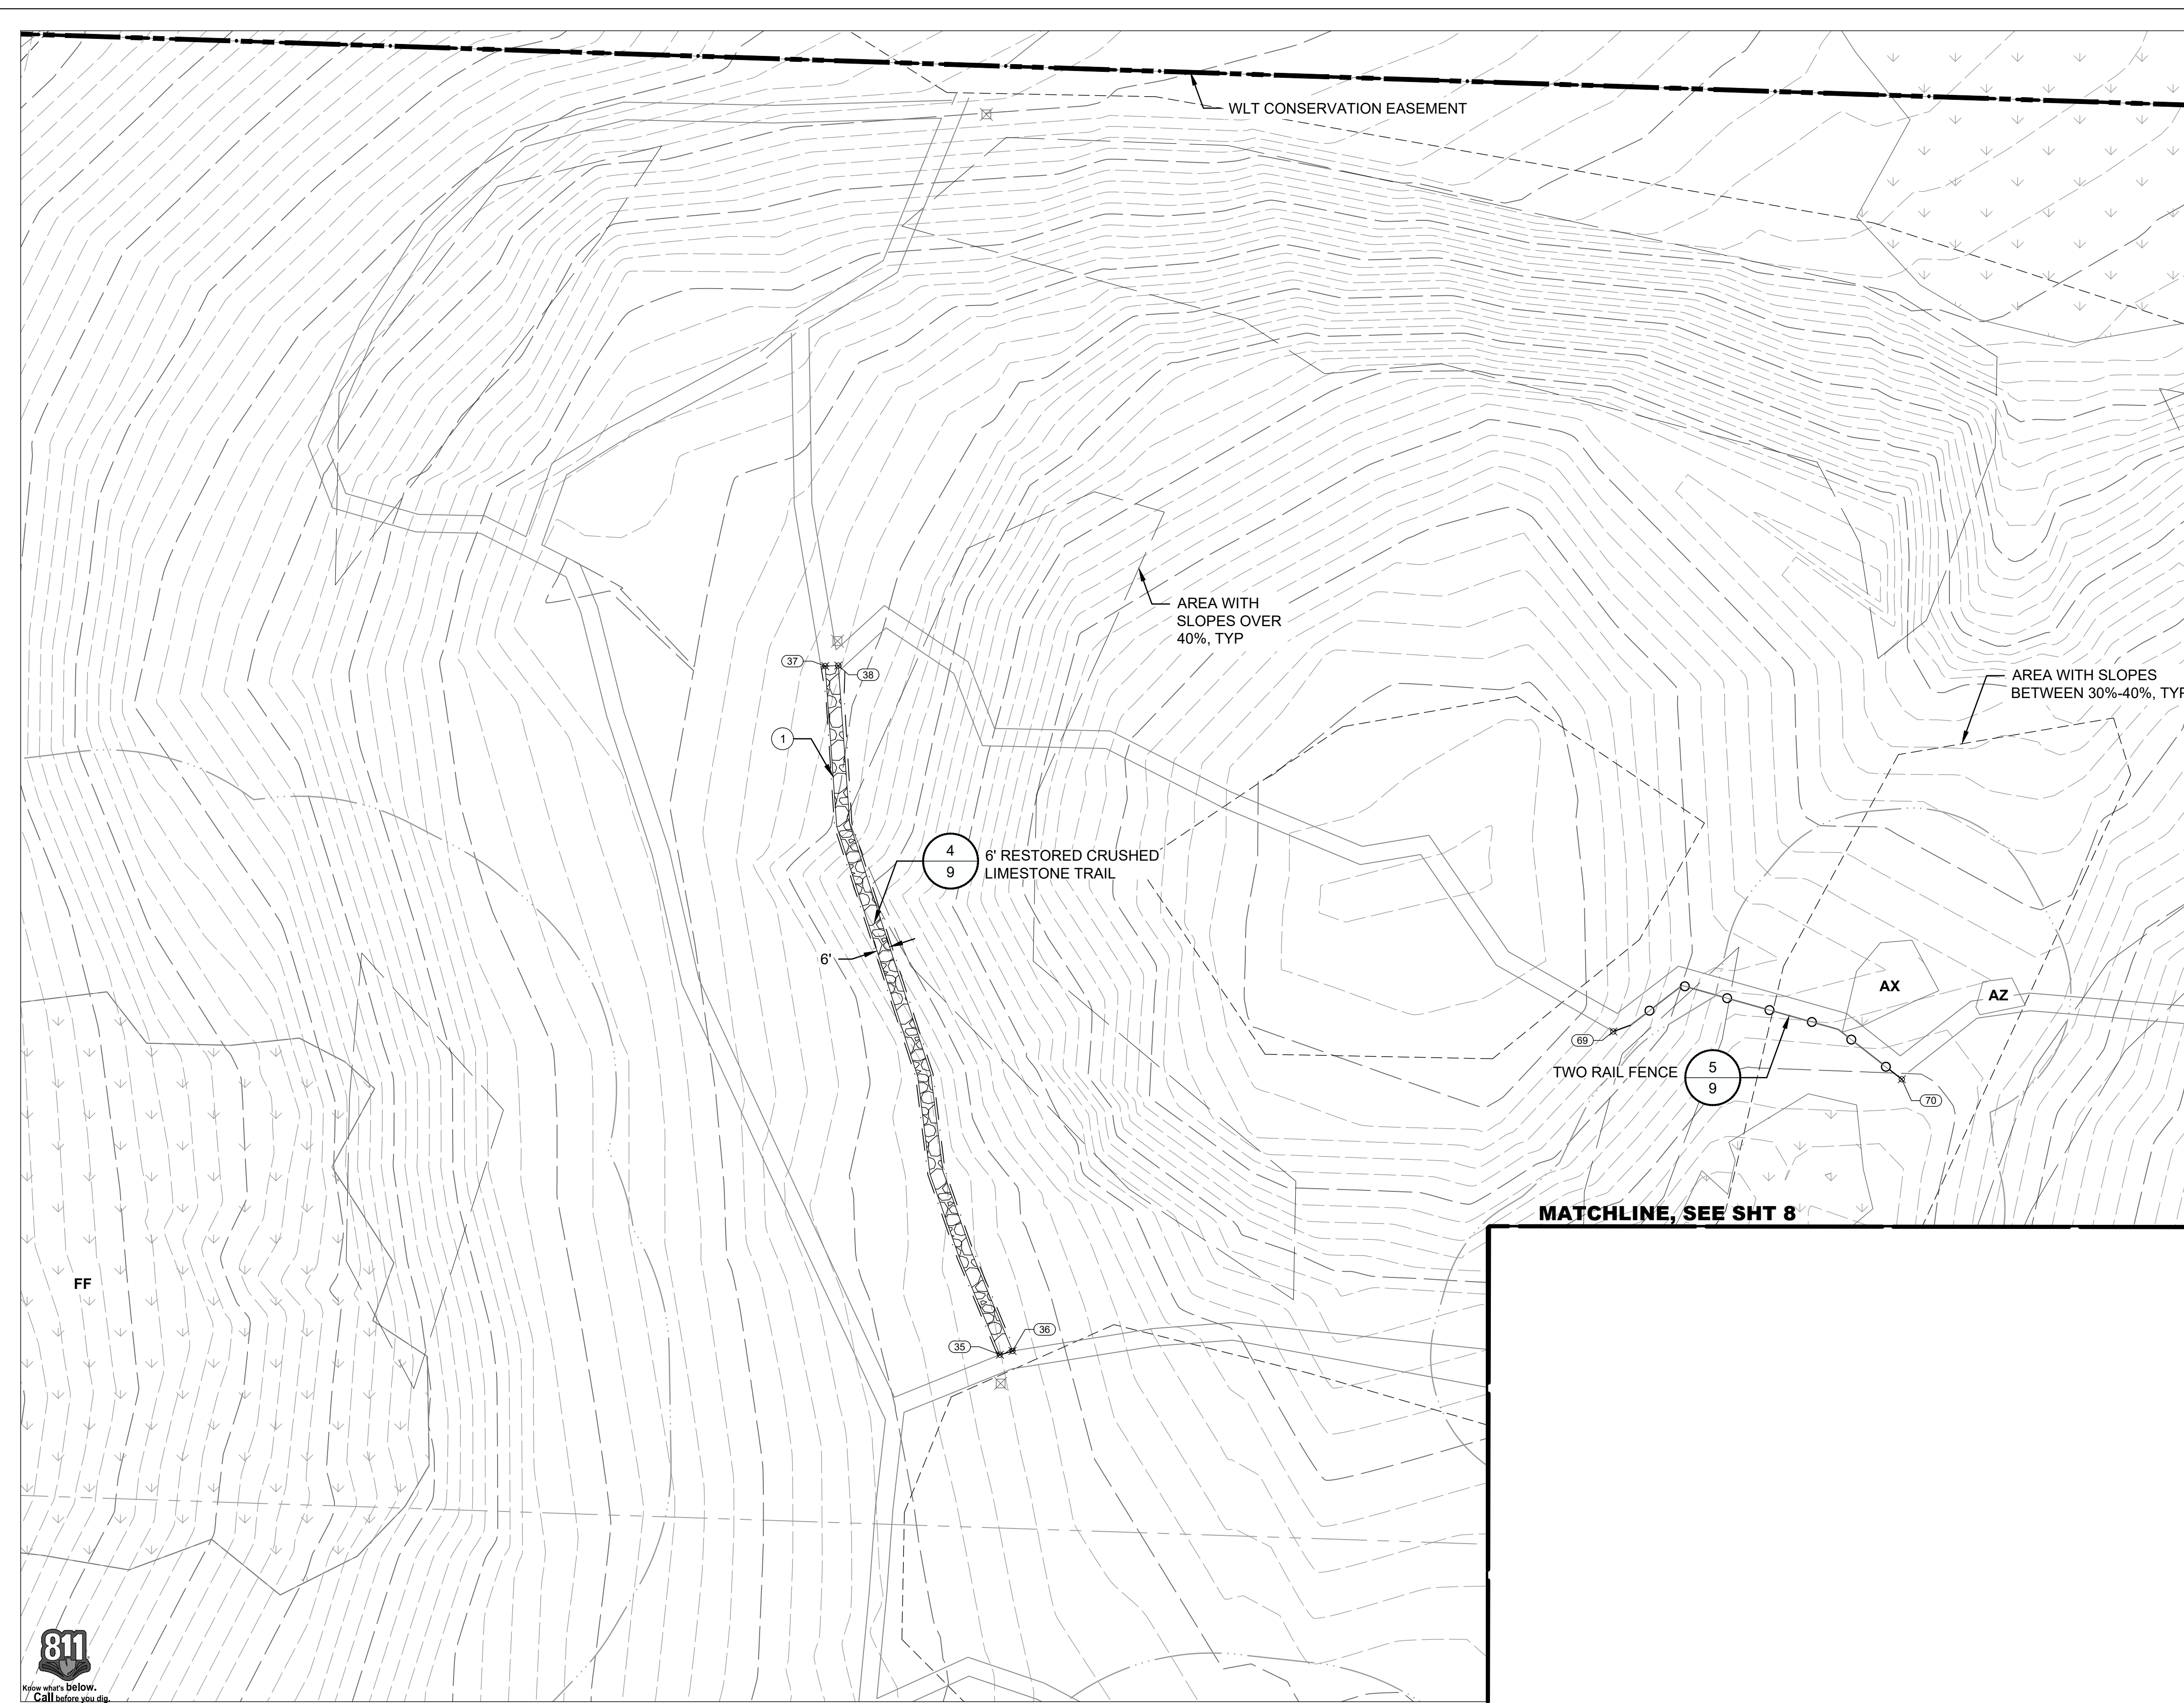 WLT CONSERVATION EASEMENT
AREA WITH
SLOPES OVER
40%, TYP
37
38
AREA WITH SLOPES
BETWEEN 30%-40%, TYP
1
4
9
6' RESTORED CRUSHED
LIMESTONE TRAIL
6'
AX
AZ
69
TWO RAIL FENCE
5
9
70
MATCHLINE, SEE SHT 8
FF
36
35
811
Know what's below.
Call before you dig.